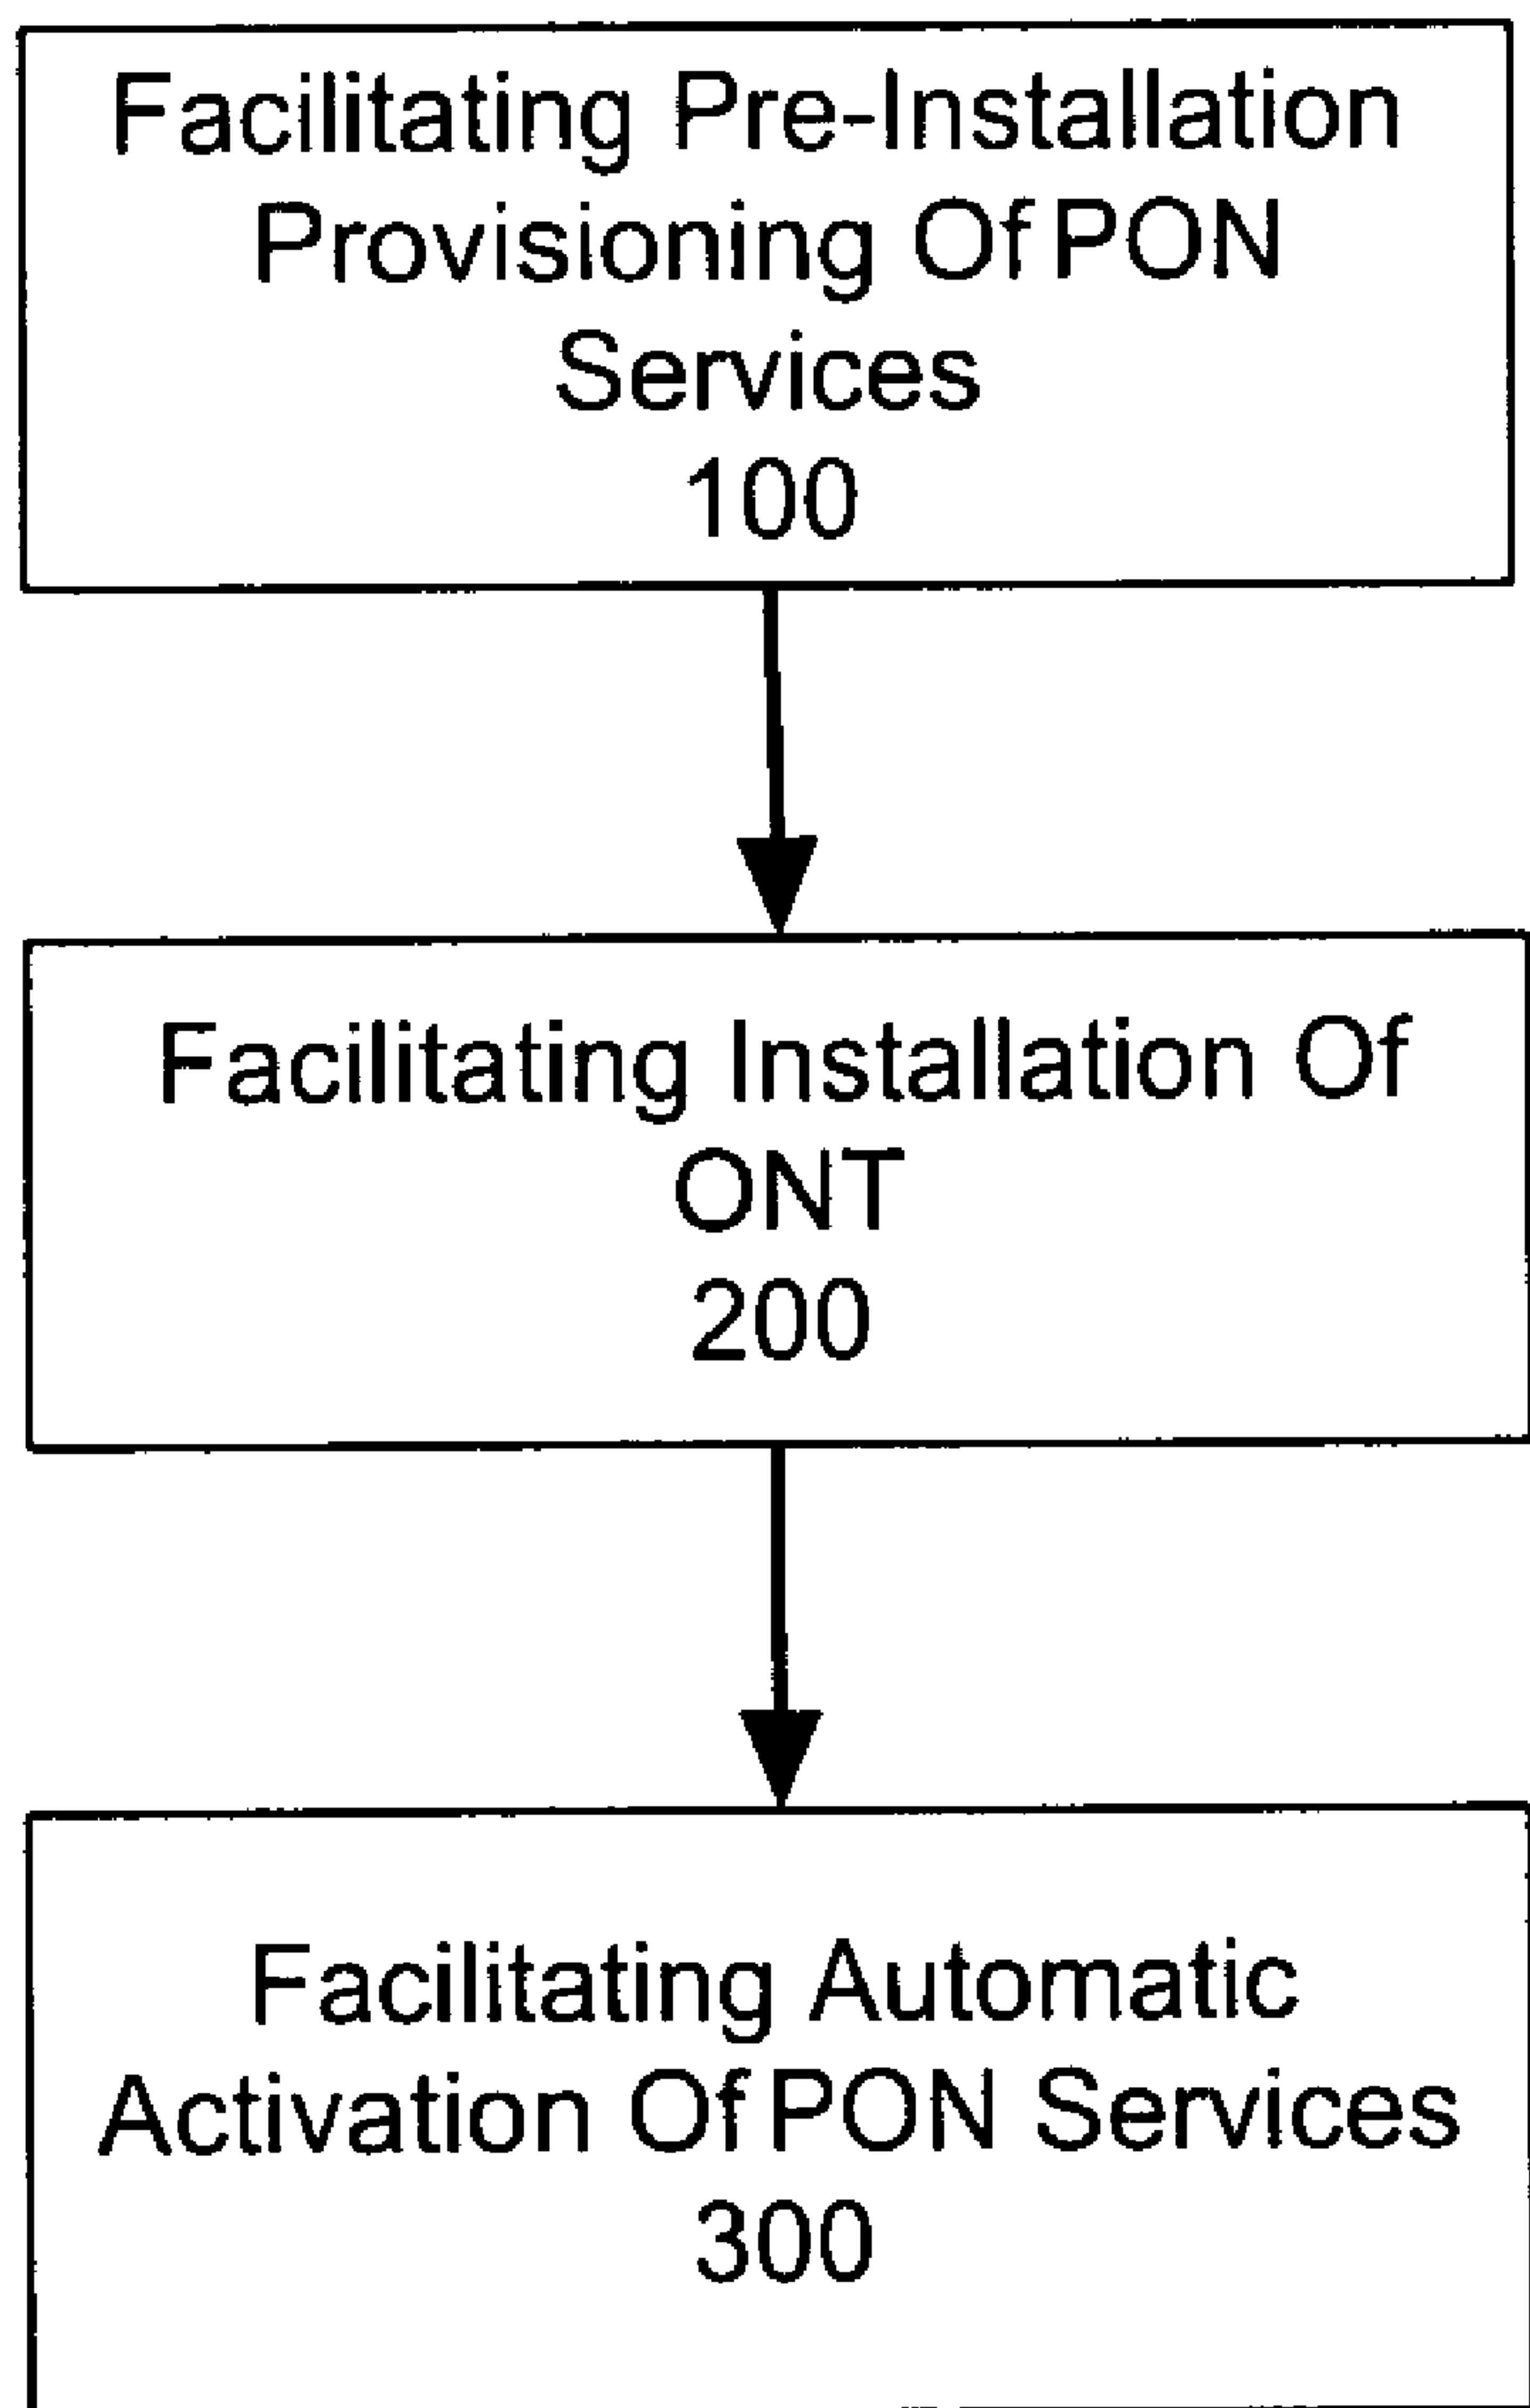 Facilitating Pre-Installation
Provisioning Of PON
Services
100
Facilitating Installation Of
ONT
200
Facilitating Automatic
Activation Of PON Services
300